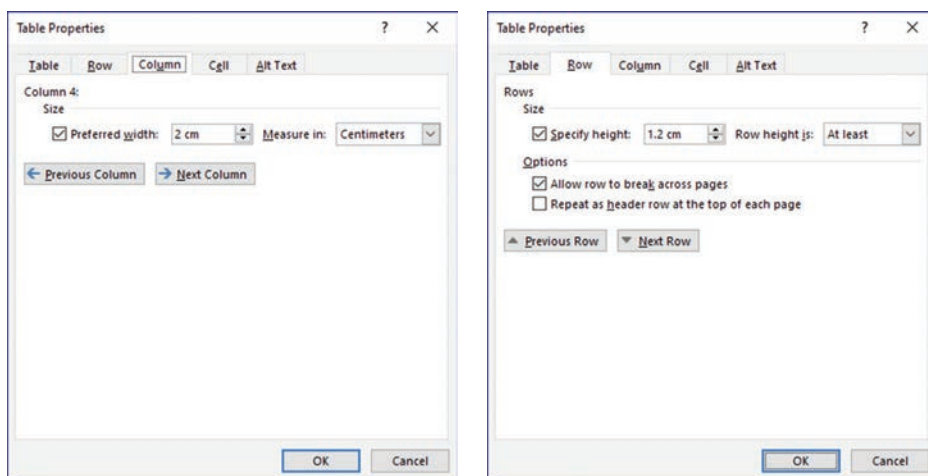 Table Properties ? X
Table Row Column Cell Alt Text
Column 4:
Size
Preferred width: 2 cm Measure in: Centimeters
Previous Column Next Column
OK Cancel
Table Properties ? X
Table Row Column Cell Alt Text
Rows
Size
Specify height: 1.2 cm Row height is: At least
Options
Allow row to break across pages
Repeat as header row at the top of each page
Previous Row Next Row
OK Cancel